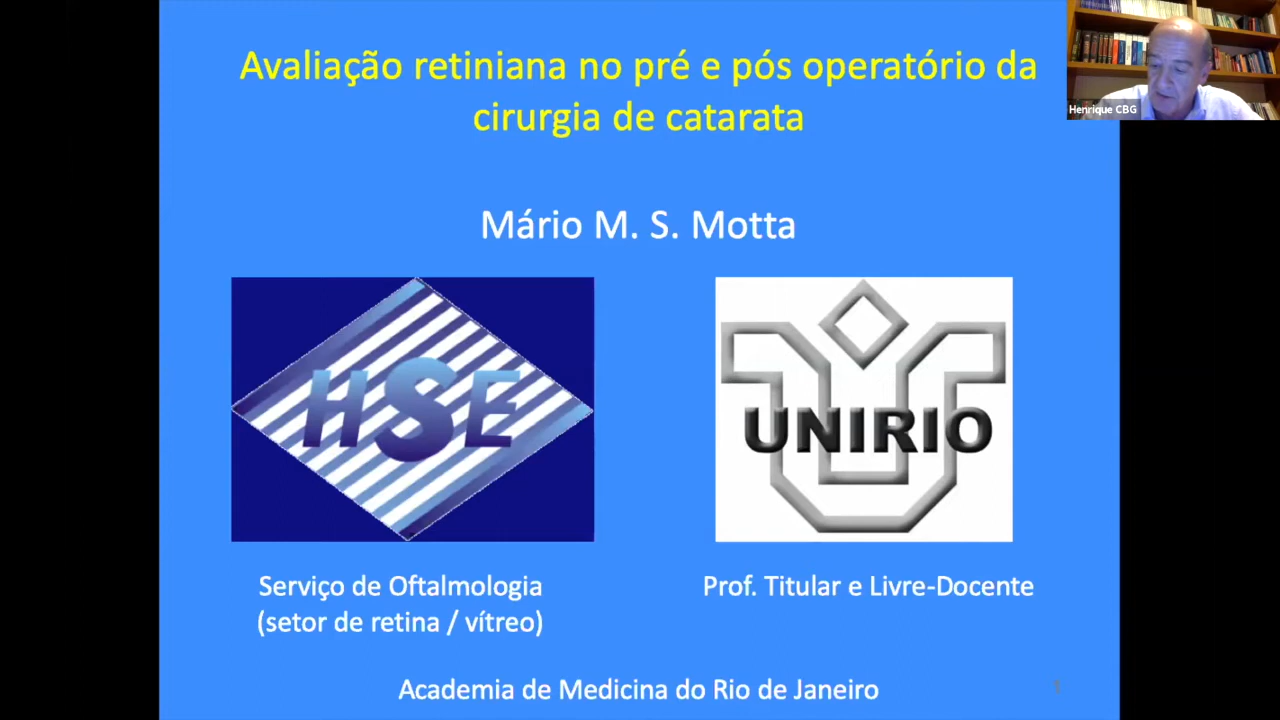 Avaliação retiniana no pré e pós operatório da
cirurgia de catarata
Henrique CBG
Mário M. S. Motta
HSE
UNIRIO
Serviço de Oftalmologia
(setor de retina / vítreo)
Prof. Titular e Livre-Docente
Academia de Medicina do Rio de Janeiro
1